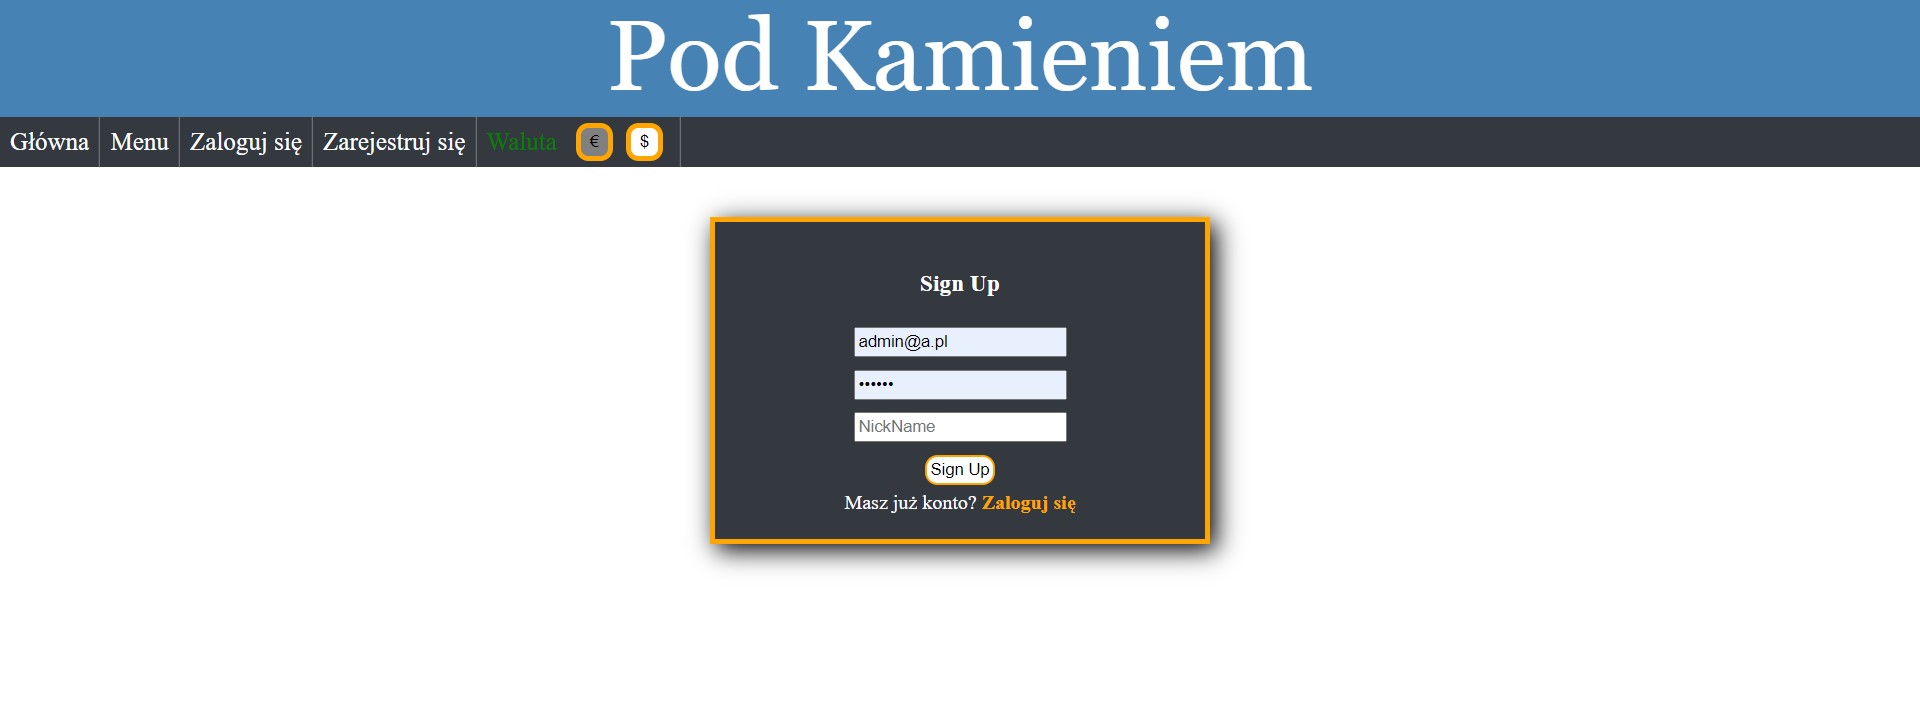 Pod Kamieniem
Główna Menu Zaloguj się Zarejestruj się Waluta € $
Sign Up
admin@a.pl
••••••
NickName
Sign Up
Masz już konto? Zaloguj się